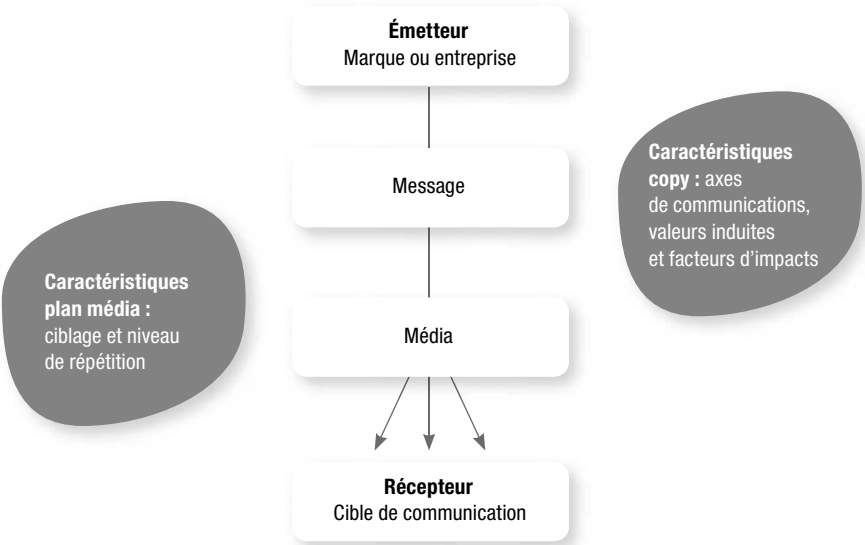 Émetteur
Marque ou entreprise
Message
Caractéristiques
copy : axes
de communications,
valeurs induites
et facteurs d’impacts
Caractéristiques
plan média :
ciblage et niveau
de répétition
Média
Récepteur
Cible de communication